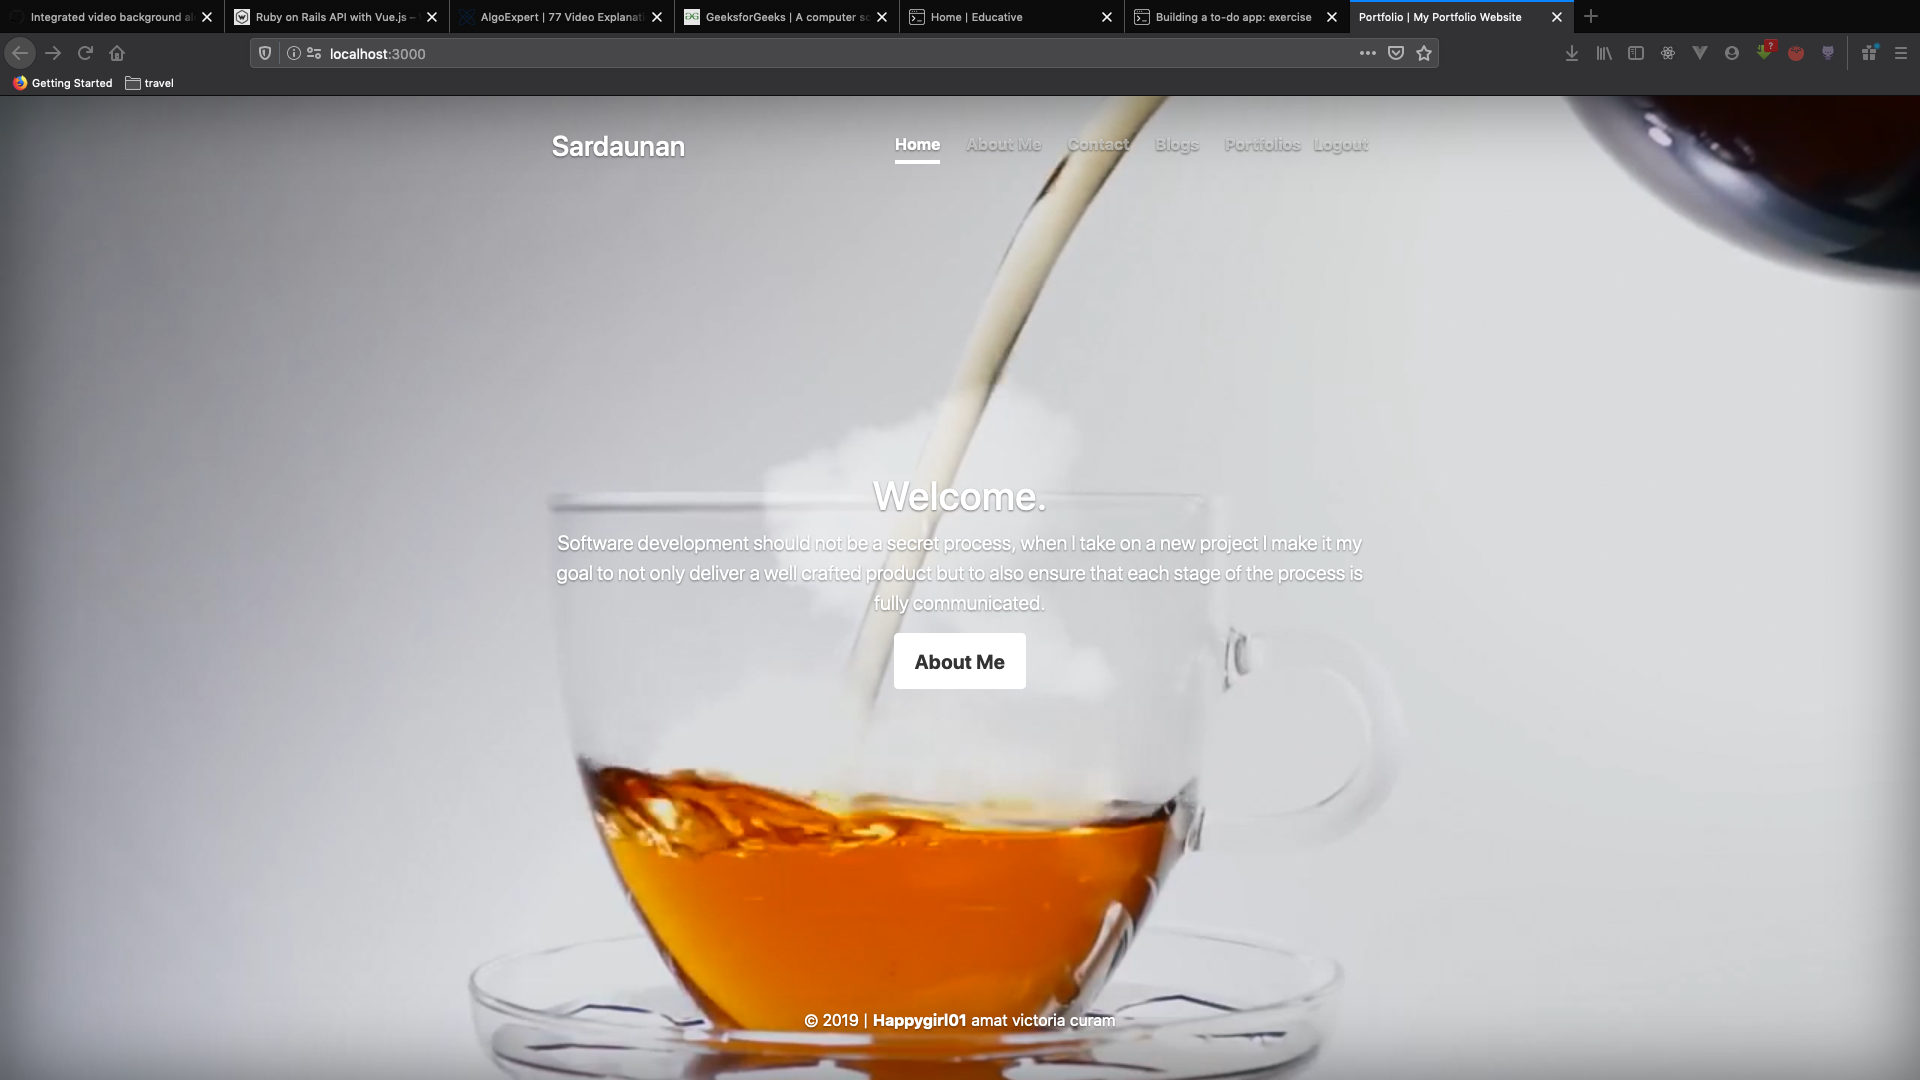 Integrated video background al
Ruby on Rails API with Vue.js –
AlgoExpert | 77 Video Explanati
GeeksforGeeks | A computer sc
Home | Educative
Building a to-do app: exercise
Portfolio | My Portfolio Website
localhost:3000
Getting Started
travel
Sardaunan
Home
About Me
Contact
Blogs
Portfolios
Logout
Welcome.
Software development should not be a secret process, when I take on a new project I make it my
goal to not only deliver a well crafted product but to also ensure that each stage of the process is
fully communicated.
About Me
© 2019 | Happygirl01 amat victoria curam